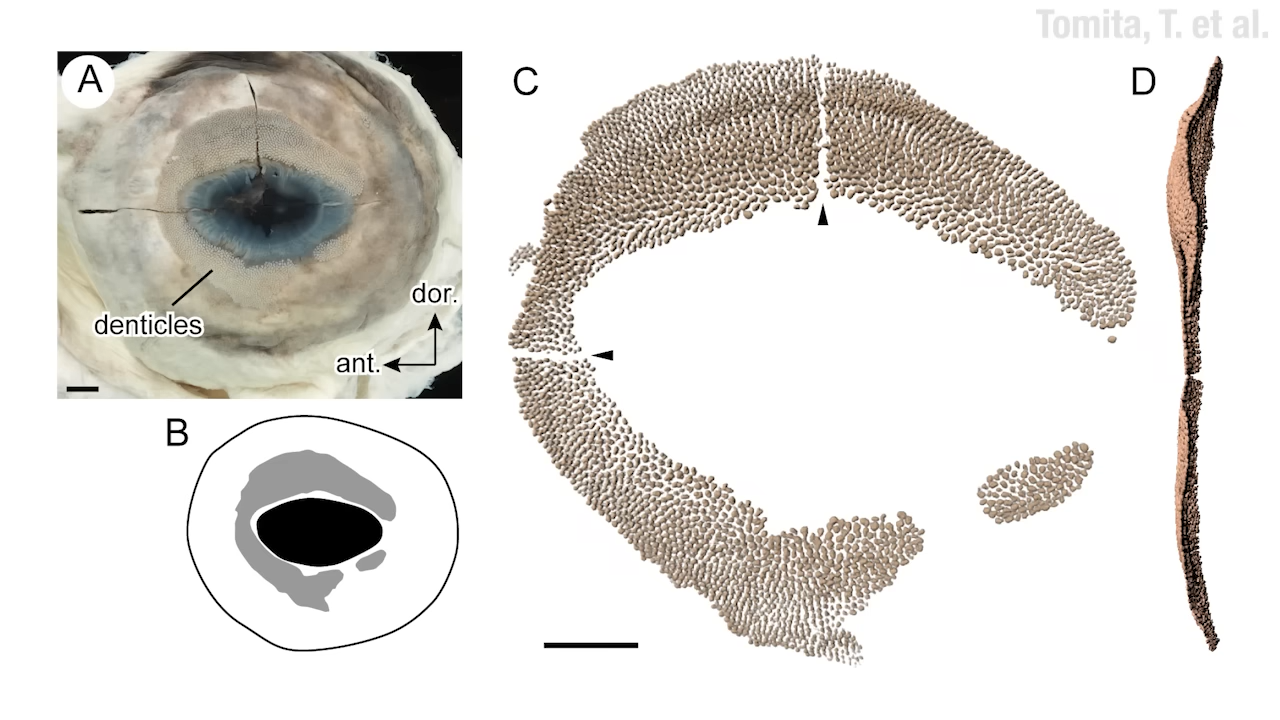 Tomita, T. et al.
A
denticles
dor.
ant.
B
C
D